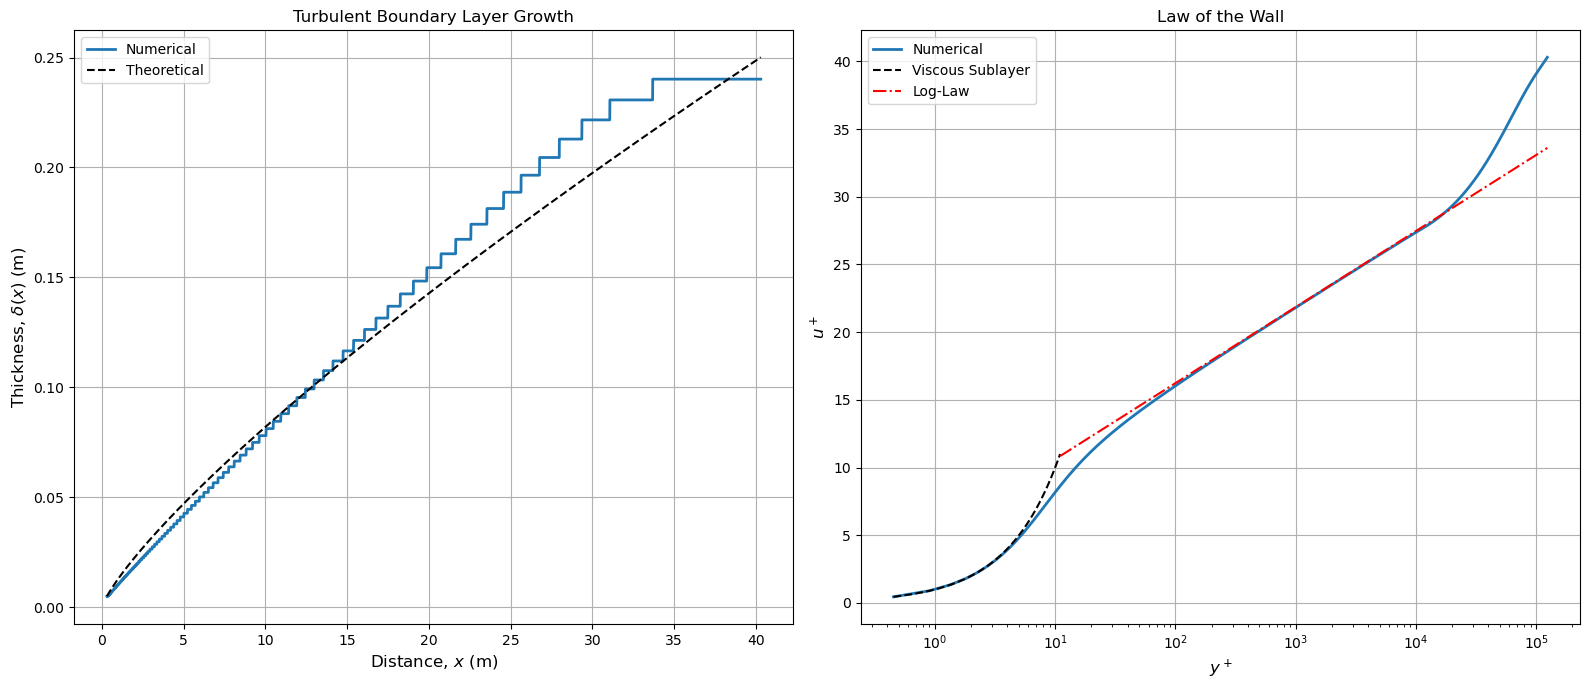 Turbulent Boundary Layer Growth
Numerical
Theoretical
0.25
0.20
0.15
0.10
0.05
0.00
Thickness, δ(x) (m)
0 5 10 15 20 25 30 35 40
Distance, x (m)
Law of the Wall
Numerical
Viscous Sublayer
Log-Law
40
35
30
25
20
15
10
5
0
u⁺
10⁰ 10¹ 10² 10³ 10⁴ 10⁵
y⁺